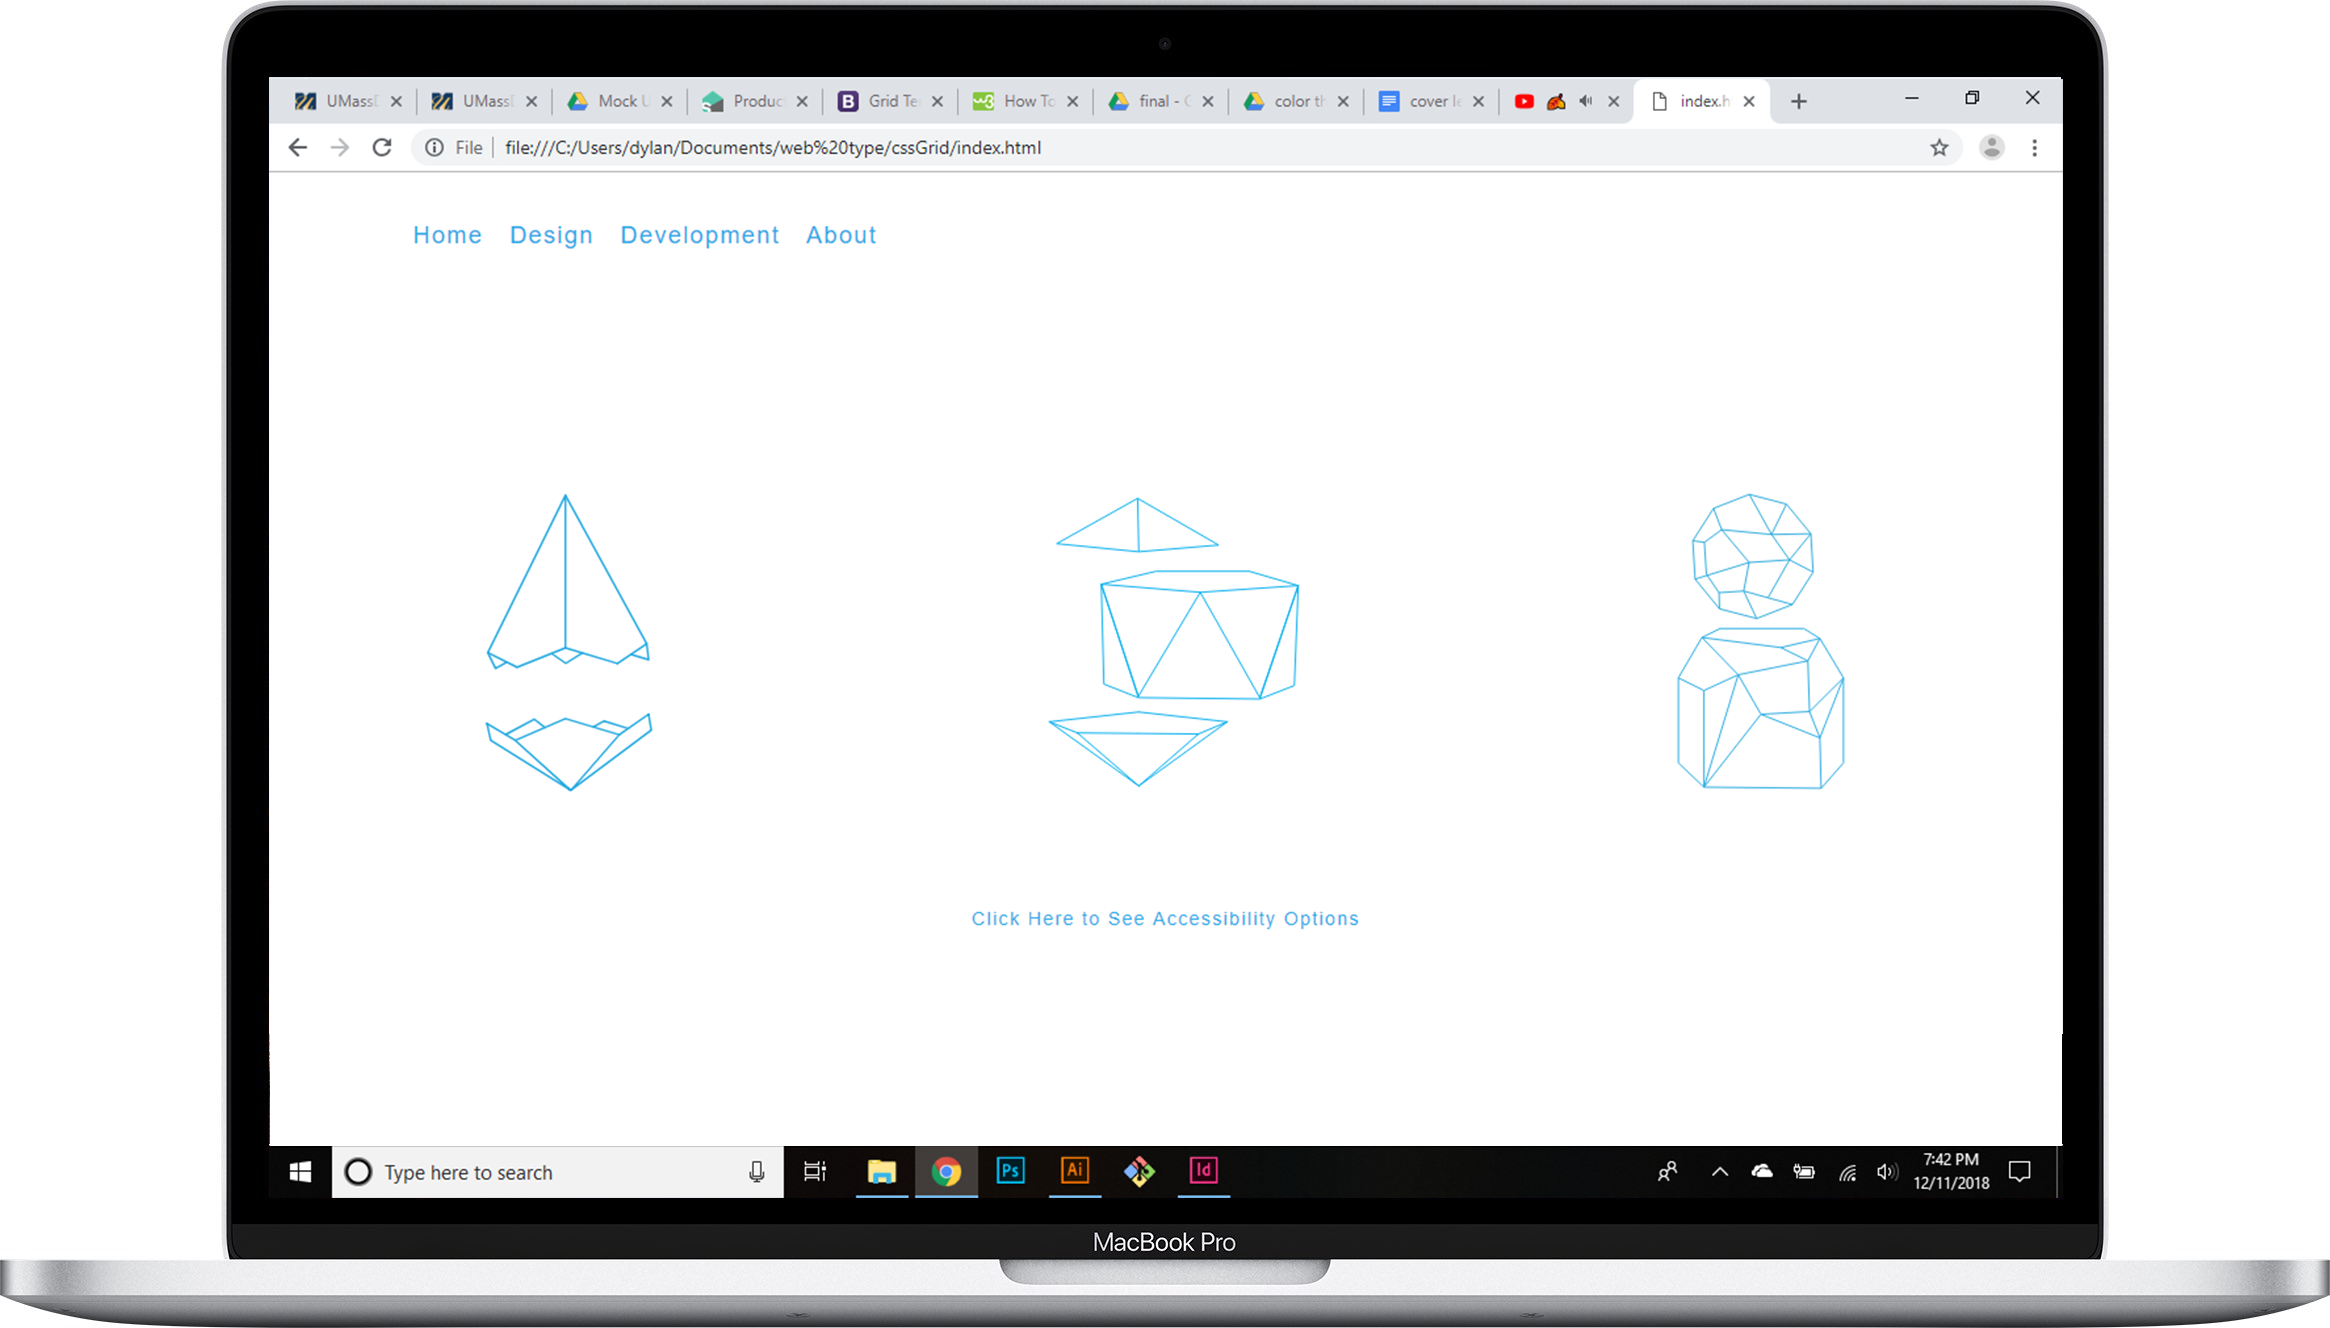 UMassD UMassD Mock U Produc Grid Te How To final - color th cover le index.h
File file:///C:/Users/dylan/Documents/web%20type/cssGrid/index.html
Home Design Development About
Click Here to See Accessibility Options
Type here to search
Ps Ai Id
7:42 PM
12/11/2018
MacBook Pro